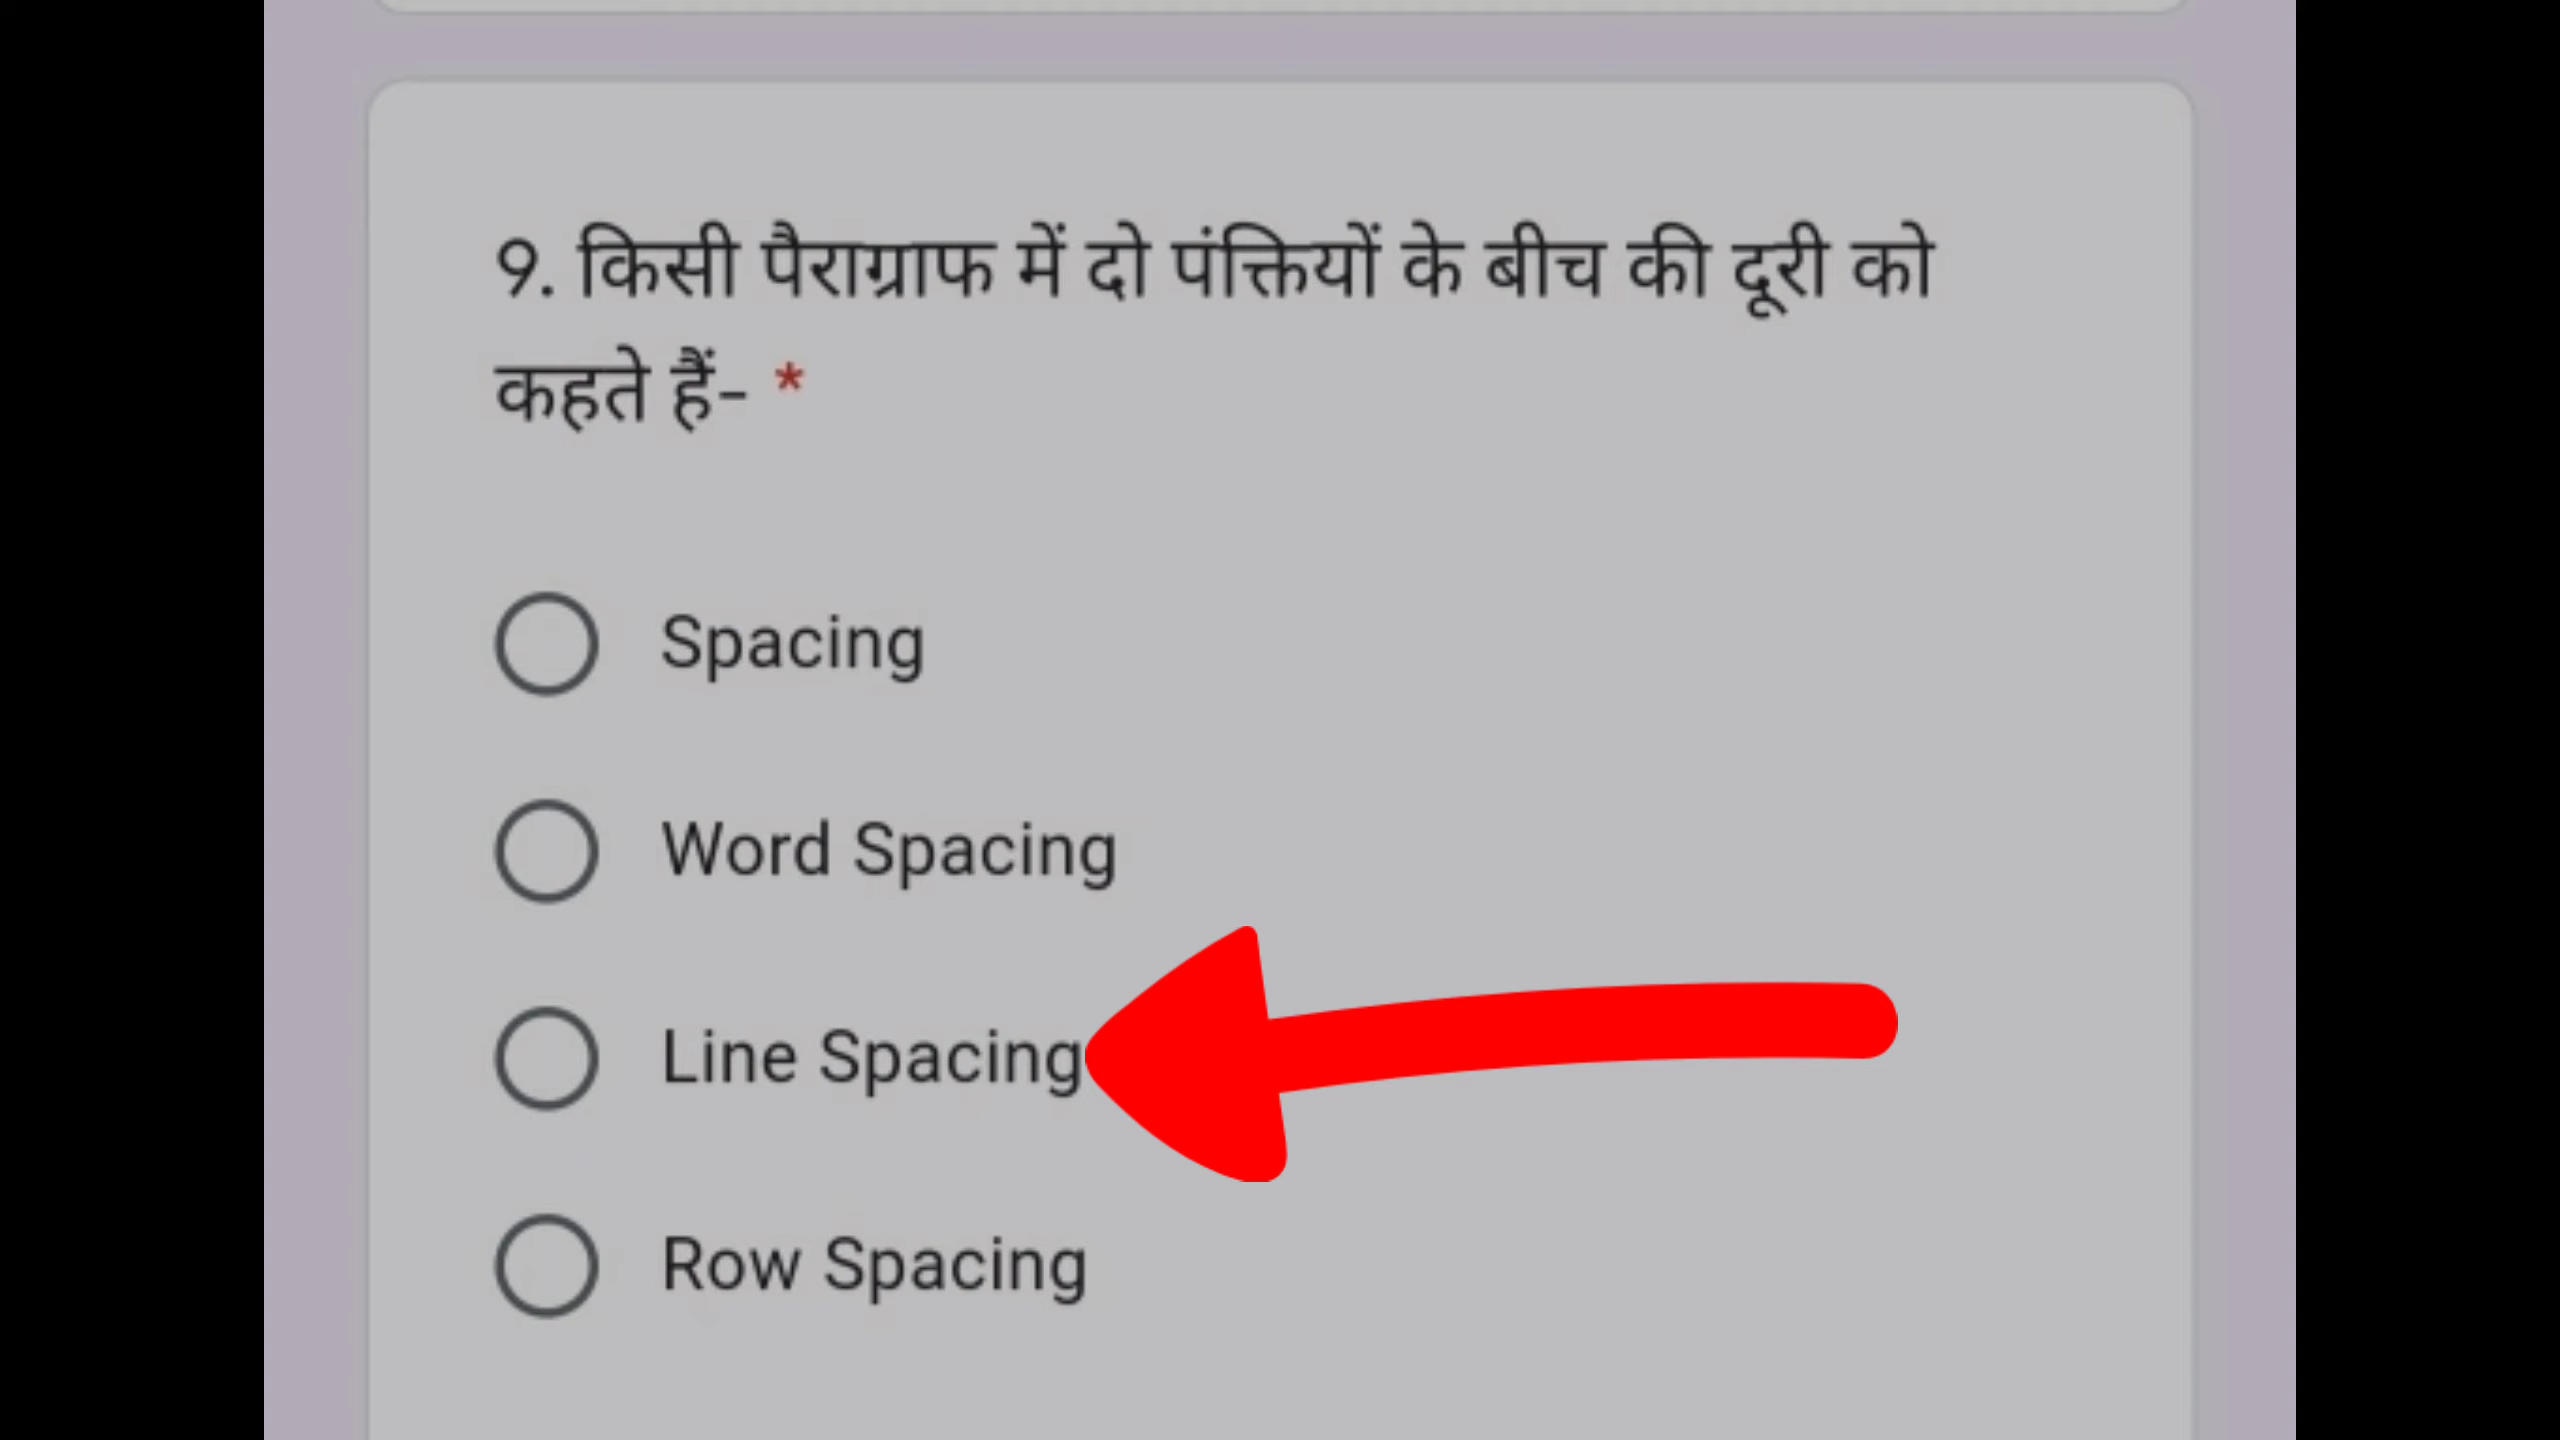 9. किसी पैराग्राफ में दो पंक्तियों के बीच की दूरी को
कहते हैं- *
Spacing
Word Spacing
Line Spacing
Row Spacing